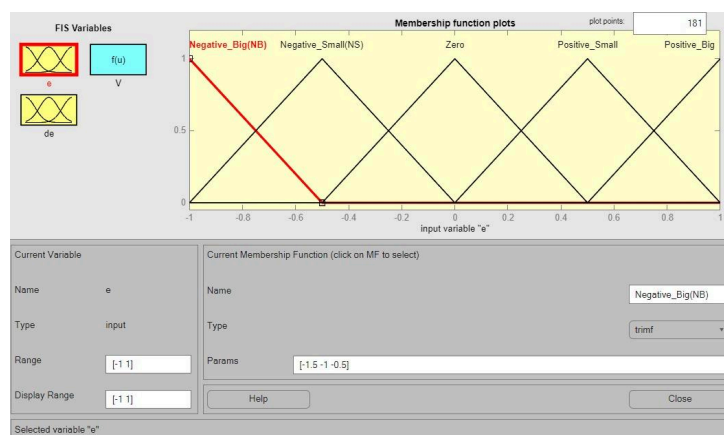 FIS Variables
Membership function plots
plot points:
181
f(u)
e
V
de
Negative_Big(NB)
Negative_Small(NS)
Zero
Positive_Small
Positive_Big
1
0.5
0
-1 -0.8 -0.6 -0.4 -0.2 0 0.2 0.4 0.6 0.8 1
input variable "e"
Current Variable
Current Membership Function (click on MF to select)
Name e
Name Negative_Big(NB)
Type input
Type trimf
Range [-1 1]
Params [-1.5 -1 -0.5]
Display Range [-1 1]
Help
Close
Selected variable "e"